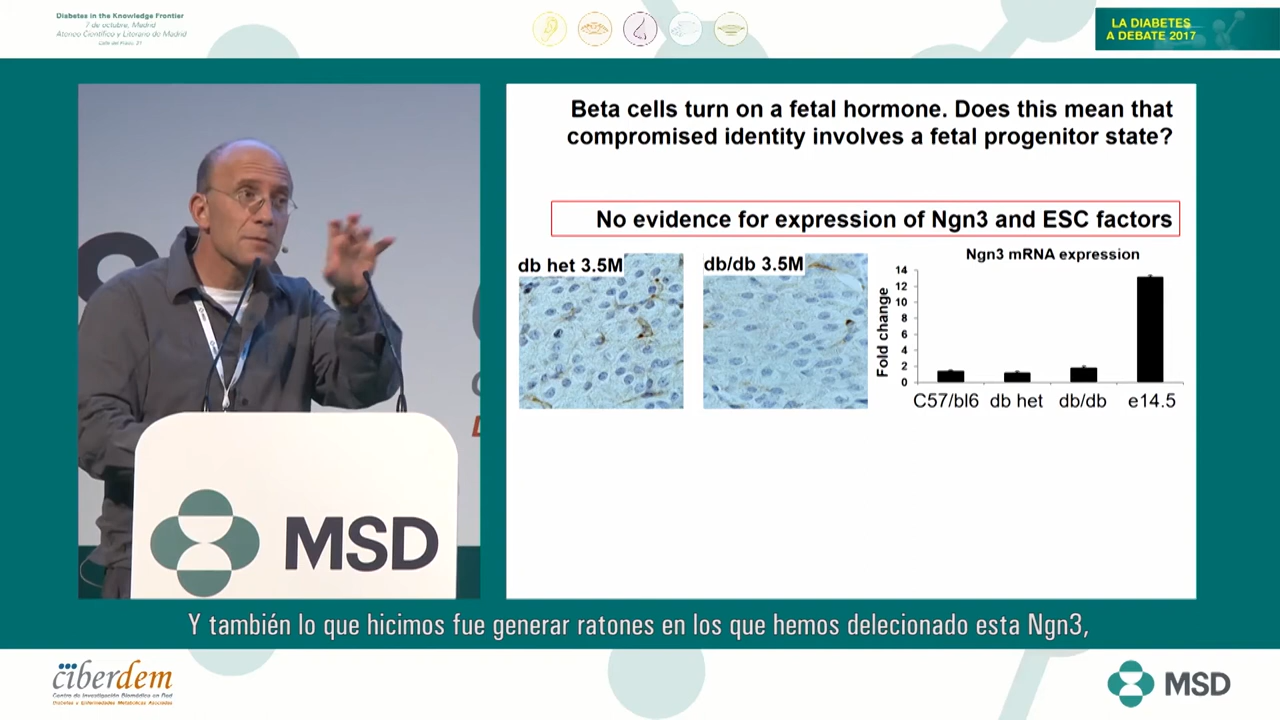 Diabetes in the Knowledge Frontier
7 de octubre, Madrid
Ateneo Científico y Literario de Madrid
Calle del Prado, 21
LA DIABETES
A DEBATE 2017
Beta cells turn on a fetal hormone. Does this mean that
compromised identity involves a fetal progenitor state?
No evidence for expression of Ngn3 and ESC factors
db het 3.5M
db/db 3.5M
Ngn3 mRNA expression
Fold change
14
12
10
8
6
4
2
0
C57/bl6 db het db/db e14.5
MSD
Y también lo que hicimos fue generar ratones en los que hemos delecionado esta Ngn3,
ciberdem
Centro de Investigación Biomédica en Red
Diabetes y Enfermedades Metabólicas Asociadas
MSD